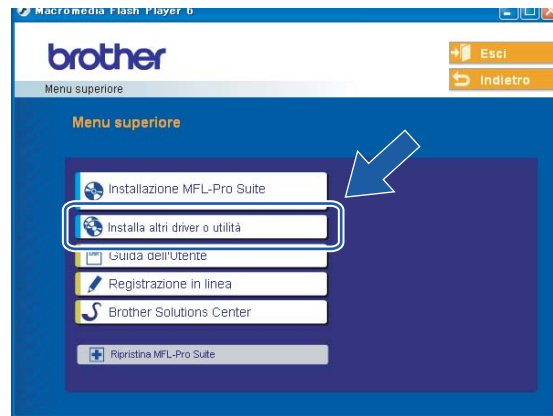 Macromedia Flash Player 6
brother
Esci
Menu superiore
Indietro
Menu superiore
Installazione MFL-Pro Suite
Installa altri driver o utilità
Guida dell'Utente
Registrazione in linea
Brother Solutions Center
Ripristina MFL-Pro Suite